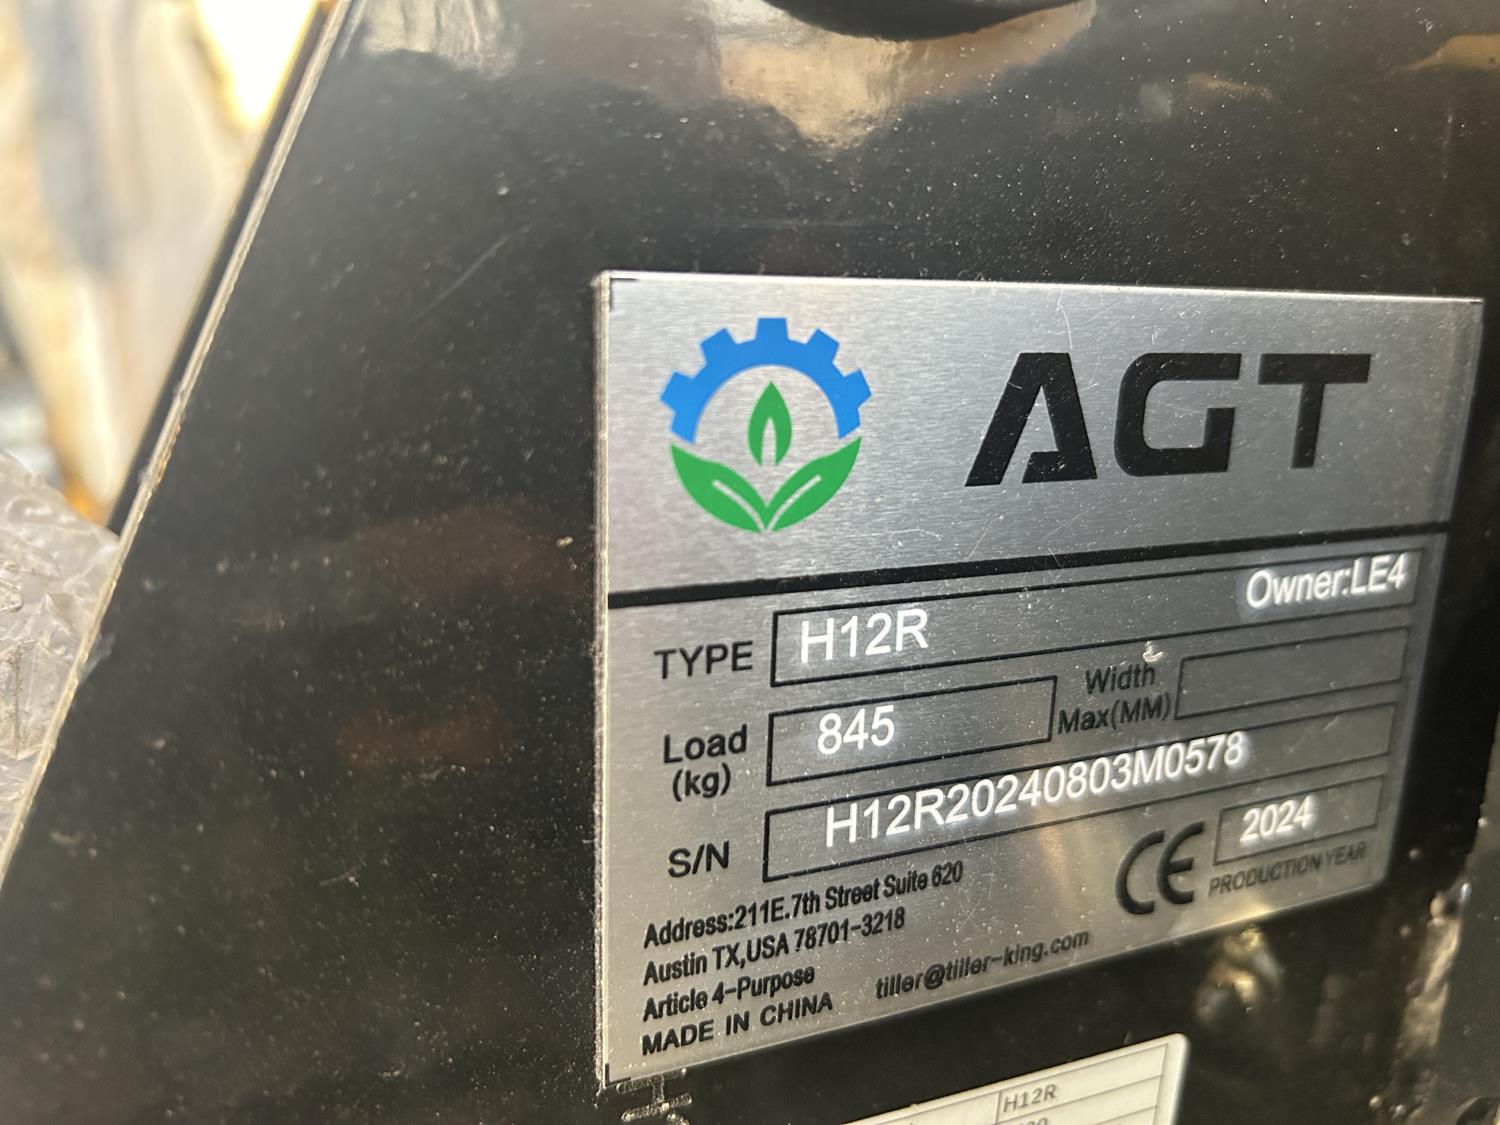 AGT
TYPE H12R Owner:LE4
Load (kg) 845 Width Max(MM)
S/N H12R20240803M0578
CE 2024
PRODUCTION YEAR
Address:211E.7th Street Suite 620
Austin TX,USA 78701-3218
Article 4-Purpose
MADE IN CHINA tiller@tiller-king.com
H12R